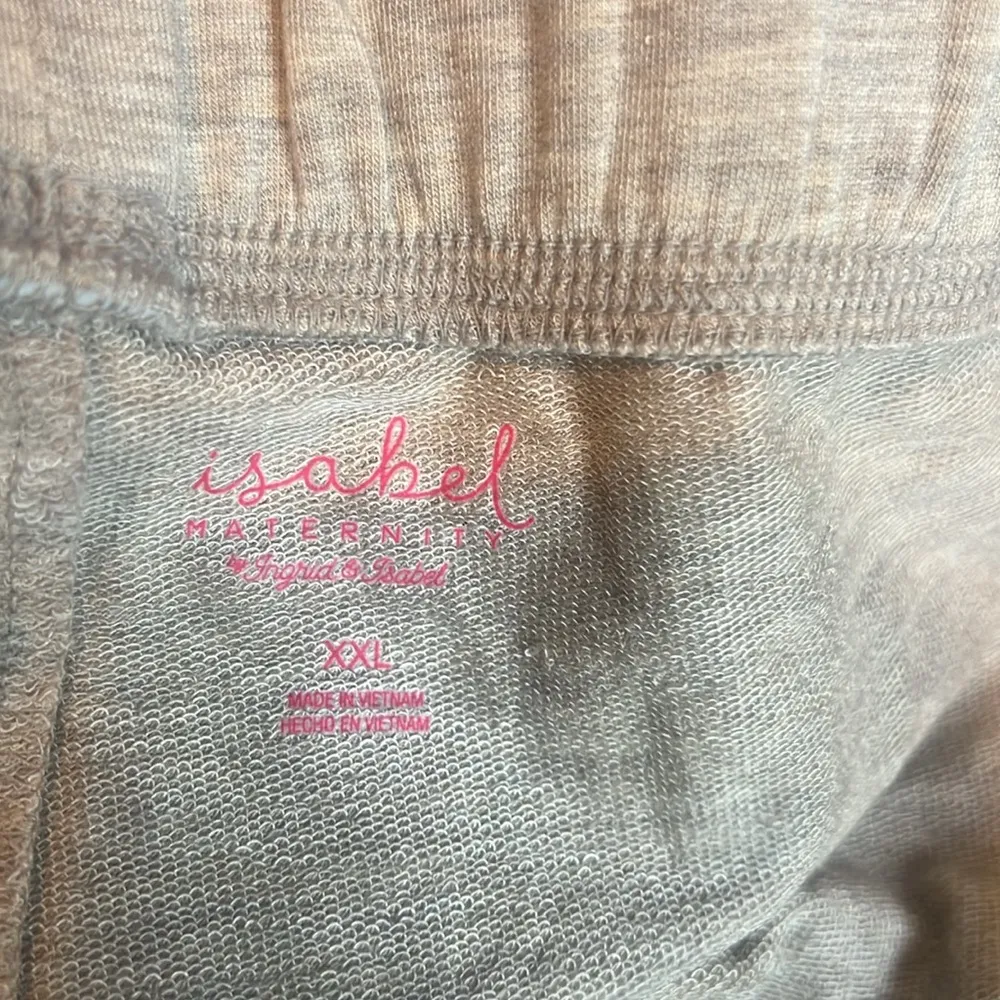 isabel
MATERNITY
by Ingrid & Isabel
XXL
MADE IN VIETNAM
HECHO EN VIETNAM